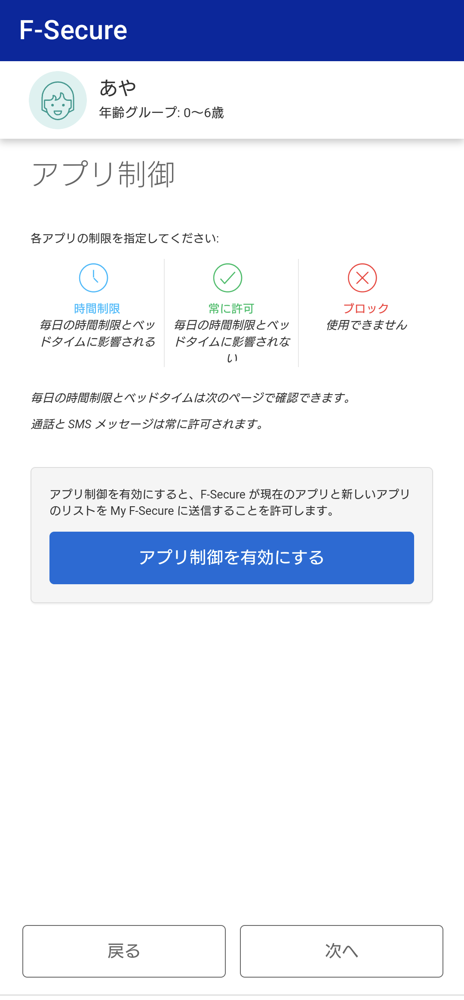 F-Secure
あや
年齢グループ: 0〜6歳
アプリ制御
各アプリの制限を指定してください:
時間制限
毎日の時間制限とベッ
ドタイムに影響される
常に許可
毎日の時間制限とベッ
ドタイムに影響されな
い
ブロック
使用できません
毎日の時間制限とベッドタイムは次のページで確認できます。
通話と SMS メッセージは常に許可されます。
アプリ制御を有効にすると、F-Secure が現在のアプリと新しいアプリ
のリストを My F-Secure に送信することを許可します。
アプリ制御を有効にする
戻る
次へ